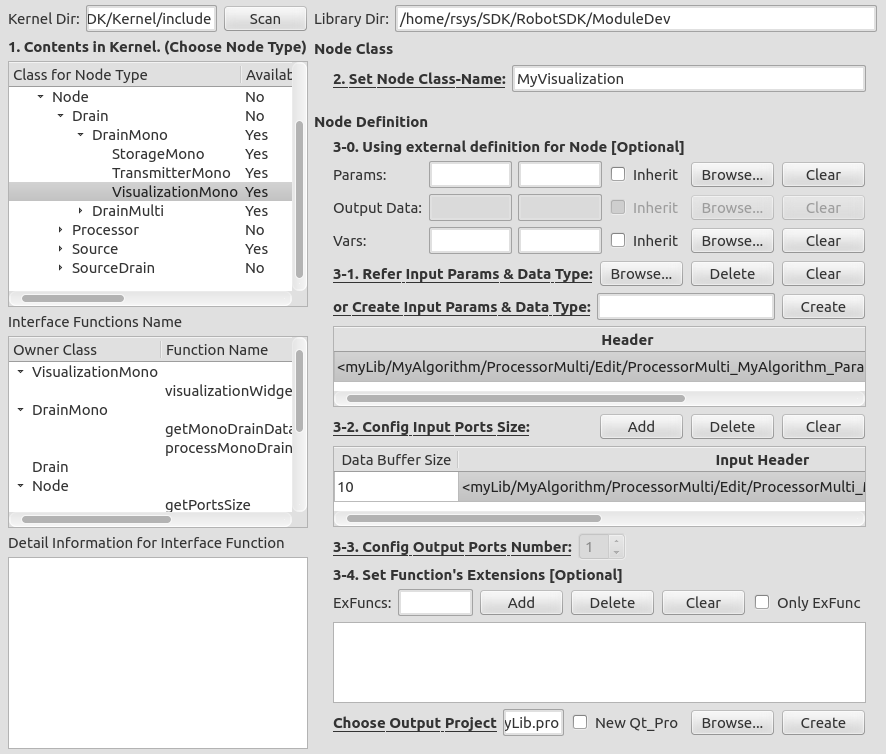 Kernel Dir: DK/Kernel/include Scan Library Dir: /home/rsys/SDK/RobotSDK/ModuleDev
1. Contents in Kernel. (Choose Node Type)
Class for Node Type Availab
Node No
Drain No
DrainMono Yes
StorageMono Yes
TransmitterMono Yes
VisualizationMono Yes
DrainMulti Yes
Processor No
Source Yes
SourceDrain No
Interface Functions Name
Owner Class Function Name
VisualizationMono
visualizationWidge
DrainMono
getMonoDrainData
processMonoDrain
Drain
Node
getPortsSize
Detail Information for Interface Function
Node Class
2. Set Node Class-Name: MyVisualization
Node Definition
3-0. Using external definition for Node [Optional]
Params: Inherit Browse... Clear
Output Data: Inherit Browse... Clear
Vars: Inherit Browse... Clear
3-1. Refer Input Params & Data Type: Browse... Delete Clear
or Create Input Params & Data Type: Create
Header
<myLib/MyAlgorithm/ProcessorMulti/Edit/ProcessorMulti_MyAlgorithm_Para
3-2. Config Input Ports Size: Add Delete Clear
Data Buffer Size Input Header
10 <myLib/MyAlgorithm/ProcessorMulti/Edit/ProcessorMulti_M
3-3. Config Output Ports Number: 1
3-4. Set Function's Extensions [Optional]
ExFuncs: Add Delete Clear Only ExFunc
Choose Output Project yLib.pro New Qt_Pro Browse... Create